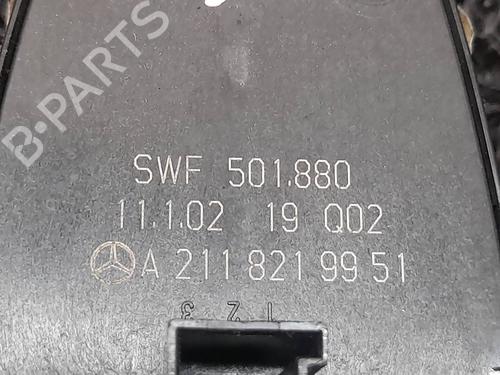 B-PARTS
SWF 501.880
11.1.02 19 Q02
A 211 821 99 51
1 2 3